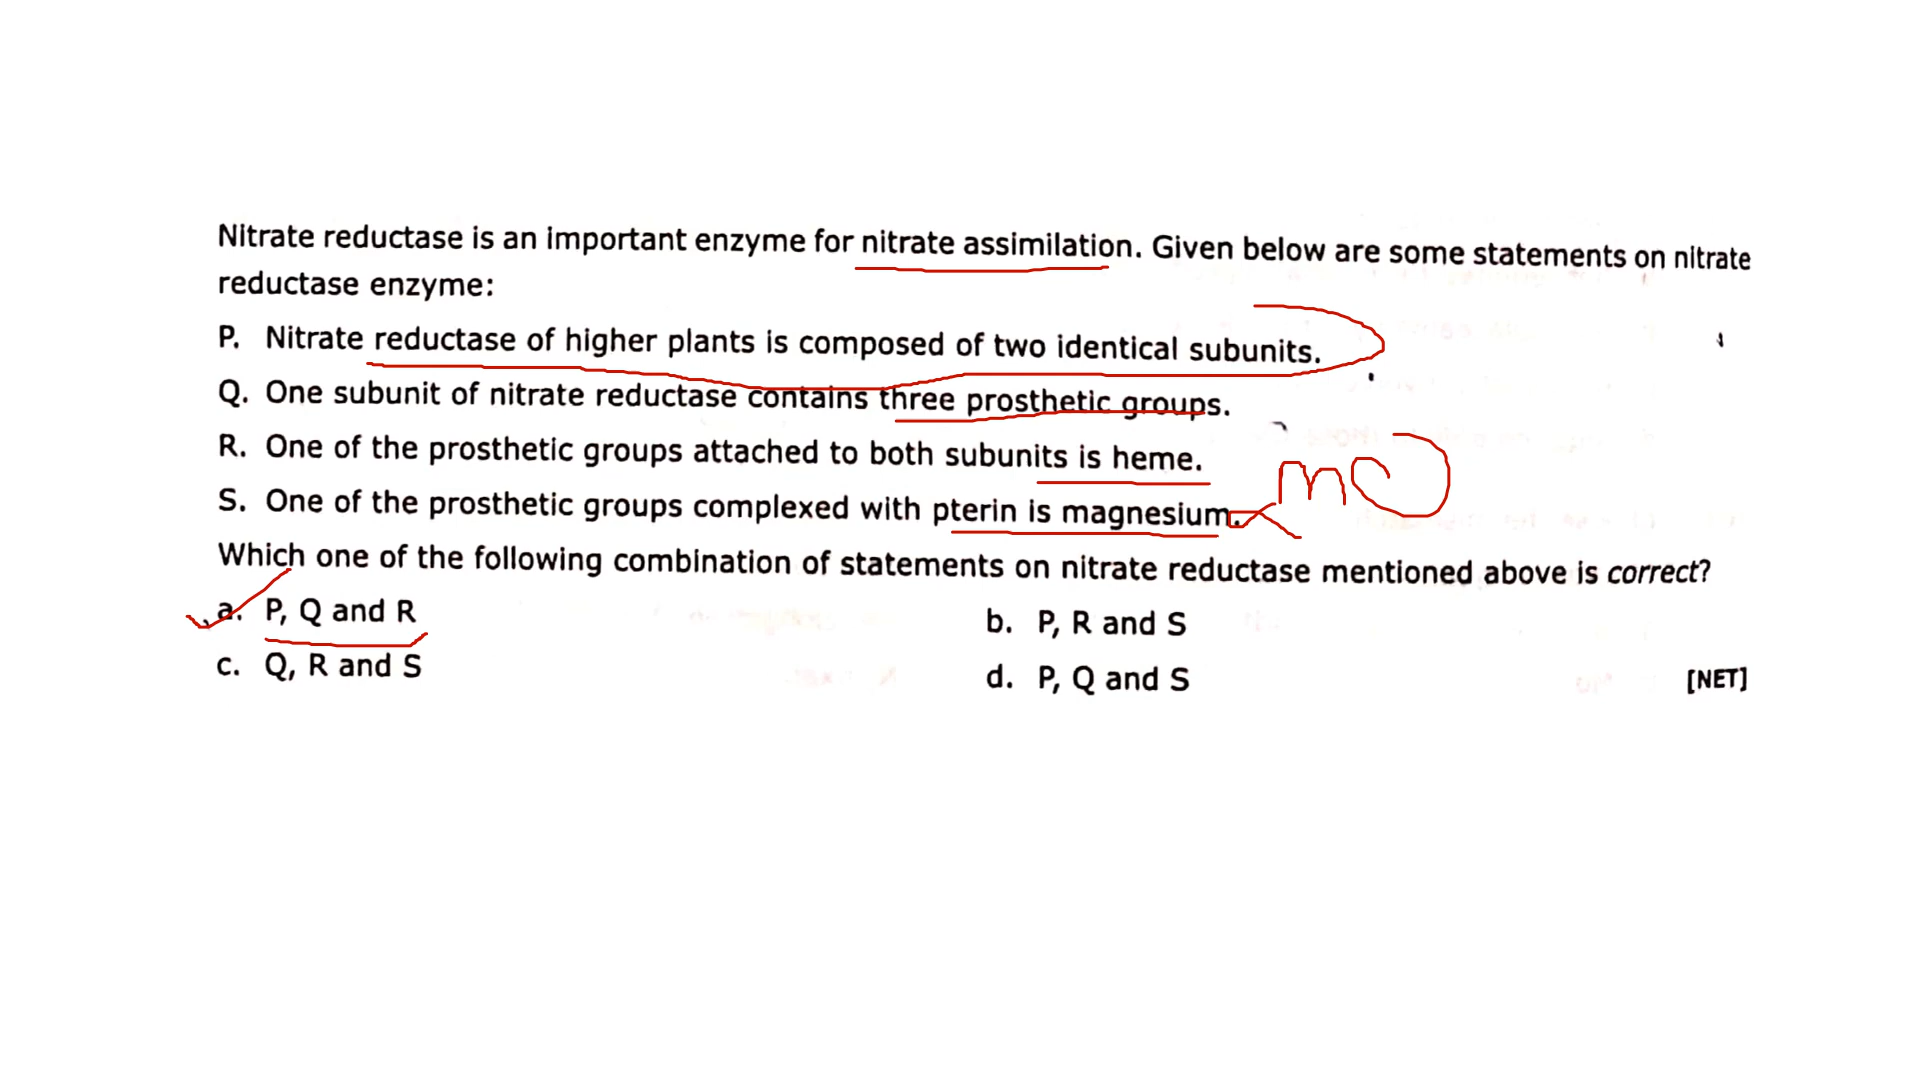 Nitrate reductase is an important enzyme for nitrate assimilation. Given below are some statements on nitrate
reductase enzyme:
P. Nitrate reductase of higher plants is composed of two identical subunits.
Q. One subunit of nitrate reductase contains three prosthetic groups.
R. One of the prosthetic groups attached to both subunits is heme.
S. One of the prosthetic groups complexed with pterin is magnesium.
Which one of the following combination of statements on nitrate reductase mentioned above is correct?
a. P, Q and R
b. P, R and S
c. Q, R and S
d. P, Q and S
[NET]